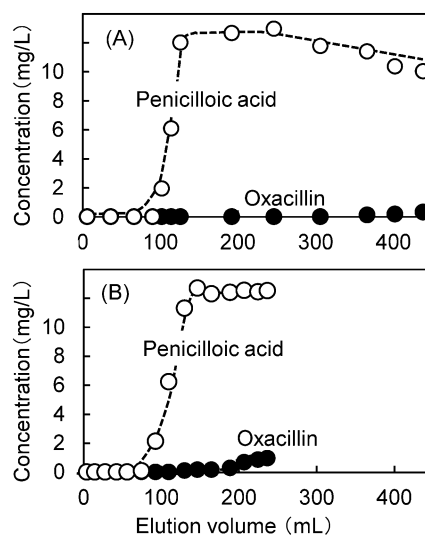 (A)
Concentration (mg/L)
10
8
6
4
2
0
Penicilloic acid
Oxacillin
0 100 200 300 400
(B)
Concentration (mg/L)
10
8
6
4
2
0
Penicilloic acid
Oxacillin
0 100 200 300 400
Elution volume (mL)